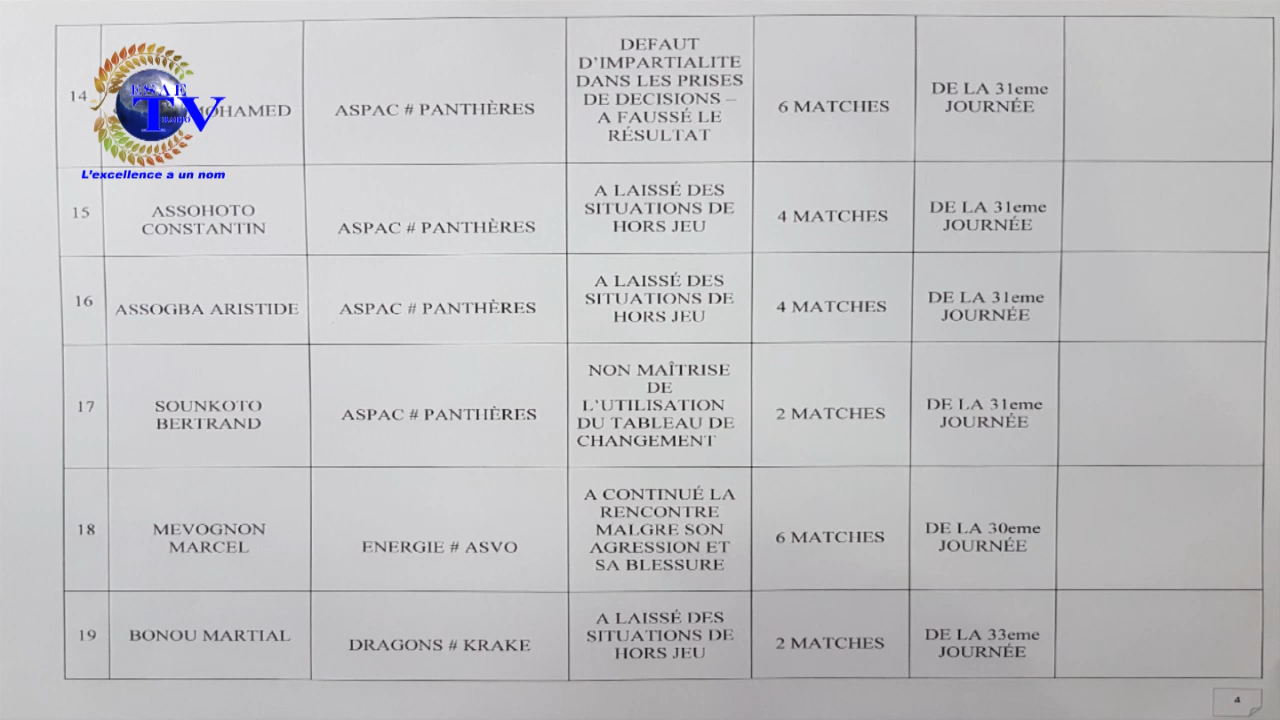 14
MOHAMED
ASPAC # PANTHÈRES
DEFAUT
D'IMPARTIALITE
DANS LES PRISES
DE DECISIONS –
A FAUSSÉ LE
RÉSULTAT
6 MATCHES
DE LA 31eme
JOURNÉE
ESAE
TV
L'excellence a un nom
15
ASSOHOTO
CONSTANTIN
ASPAC # PANTHÈRES
A LAISSÉ DES
SITUATIONS DE
HORS JEU
4 MATCHES
DE LA 31eme
JOURNÉE
16
ASSOGBA ARISTIDE
ASPAC # PANTHÈRES
A LAISSÉ DES
SITUATIONS DE
HORS JEU
4 MATCHES
DE LA 31eme
JOURNÉE
17
SOUNKOTO
BERTRAND
ASPAC # PANTHÈRES
NON MAÎTRISE
DE
L'UTILISATION
DU TABLEAU DE
CHANGEMENT
2 MATCHES
DE LA 31eme
JOURNÉE
18
MEVOGNON
MARCEL
ENERGIE # ASVO
A CONTINUÉ LA
RENCONTRE
MALGRE SON
AGRESSION ET
SA BLESSURE
6 MATCHES
DE LA 30eme
JOURNÉE
19
BONOU MARTIAL
DRAGONS # KRAKE
A LAISSÉ DES
SITUATIONS DE
HORS JEU
2 MATCHES
DE LA 33eme
JOURNÉE
4